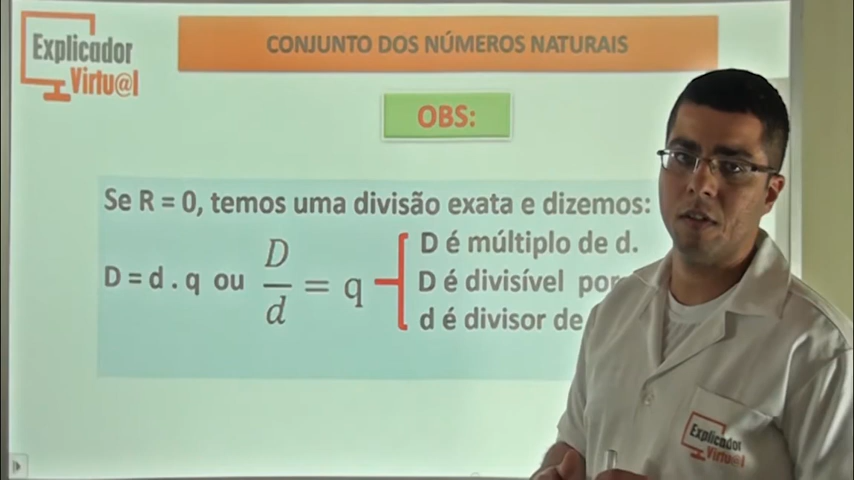 Explicador
Virtu@l
CONJUNTO DOS NÚMEROS NATURAIS
OBS:
Se R = 0, temos uma divisão exata e dizemos:
D = d . q ou D/d = q
D é múltiplo de d.
D é divisível por
d é divisor de
Explicador
Virtu@l